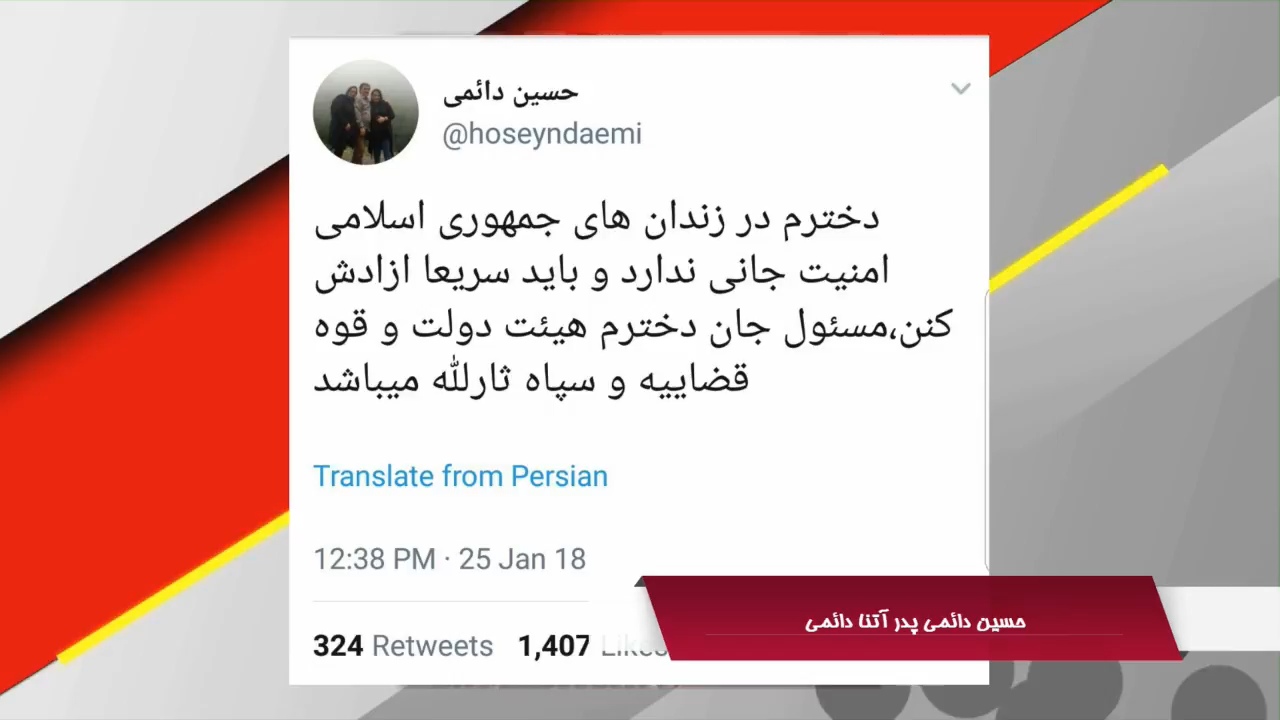 حسین دائمی
@hoseyndaemi
دخترم در زندان های جمهوری اسلامی
امنیت جانی ندارد و باید سریعا ازادش
کنن،مسئول جان دخترم هیئت دولت و قوه
قضاییه و سپاه ثارلله میباشد
Translate from Persian
12:38 PM · 25 Jan 18
324 Retweets 1,407 Likes
حسین دائمی پدر آتنا دائمی